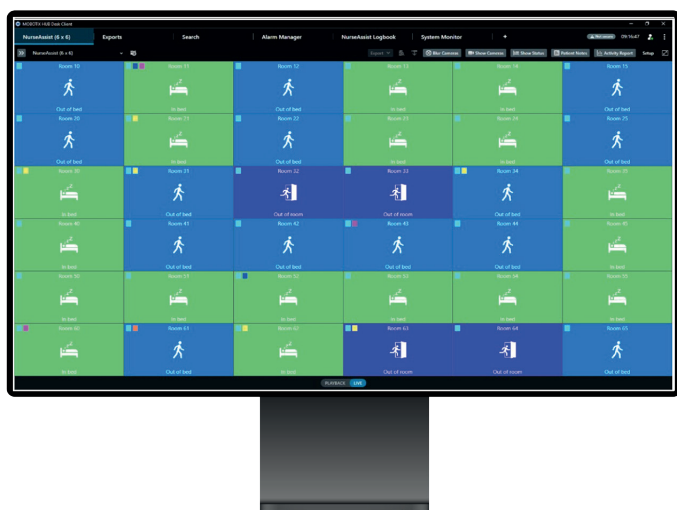 MOBOTIX HUB Desk Client
NurseAssist (6 x 6) Exports Search Alarm Manager NurseAssist Logbook System Monitor +
Not secure 09:16:47
NurseAssist (6 x 6) Export Blur Cameras Show Cameras Show Status Patient Notes Activity Report Setup
Room 10 Room 11 Room 12 Room 13 Room 14 Room 15
Out of bed In bed Out of bed In bed In bed Out of bed
Room 20 Room 22 Room 23 Room 24 Room 25
Out of bed In bed Out of bed In bed In bed Out of bed
Room 30 Room 31 Room 32 Room 33 Room 34
In bed Out of bed Out of room Out of room Out of bed In bed
Room 40 Room 41 Room 42 Room 43 Room 44 Room 45
In bed Out of bed Out of bed Out of bed Out of bed In bed
Room 50 Room 51 Room 52 Room 53 Room 54 Room 55
In bed In bed In bed In bed In bed In bed
Room 60 Room 61 Room 62 Room 63 Room 64 Room 65
In bed Out of bed In bed Out of room Out of room Out of bed
PLAYBACK LIVE